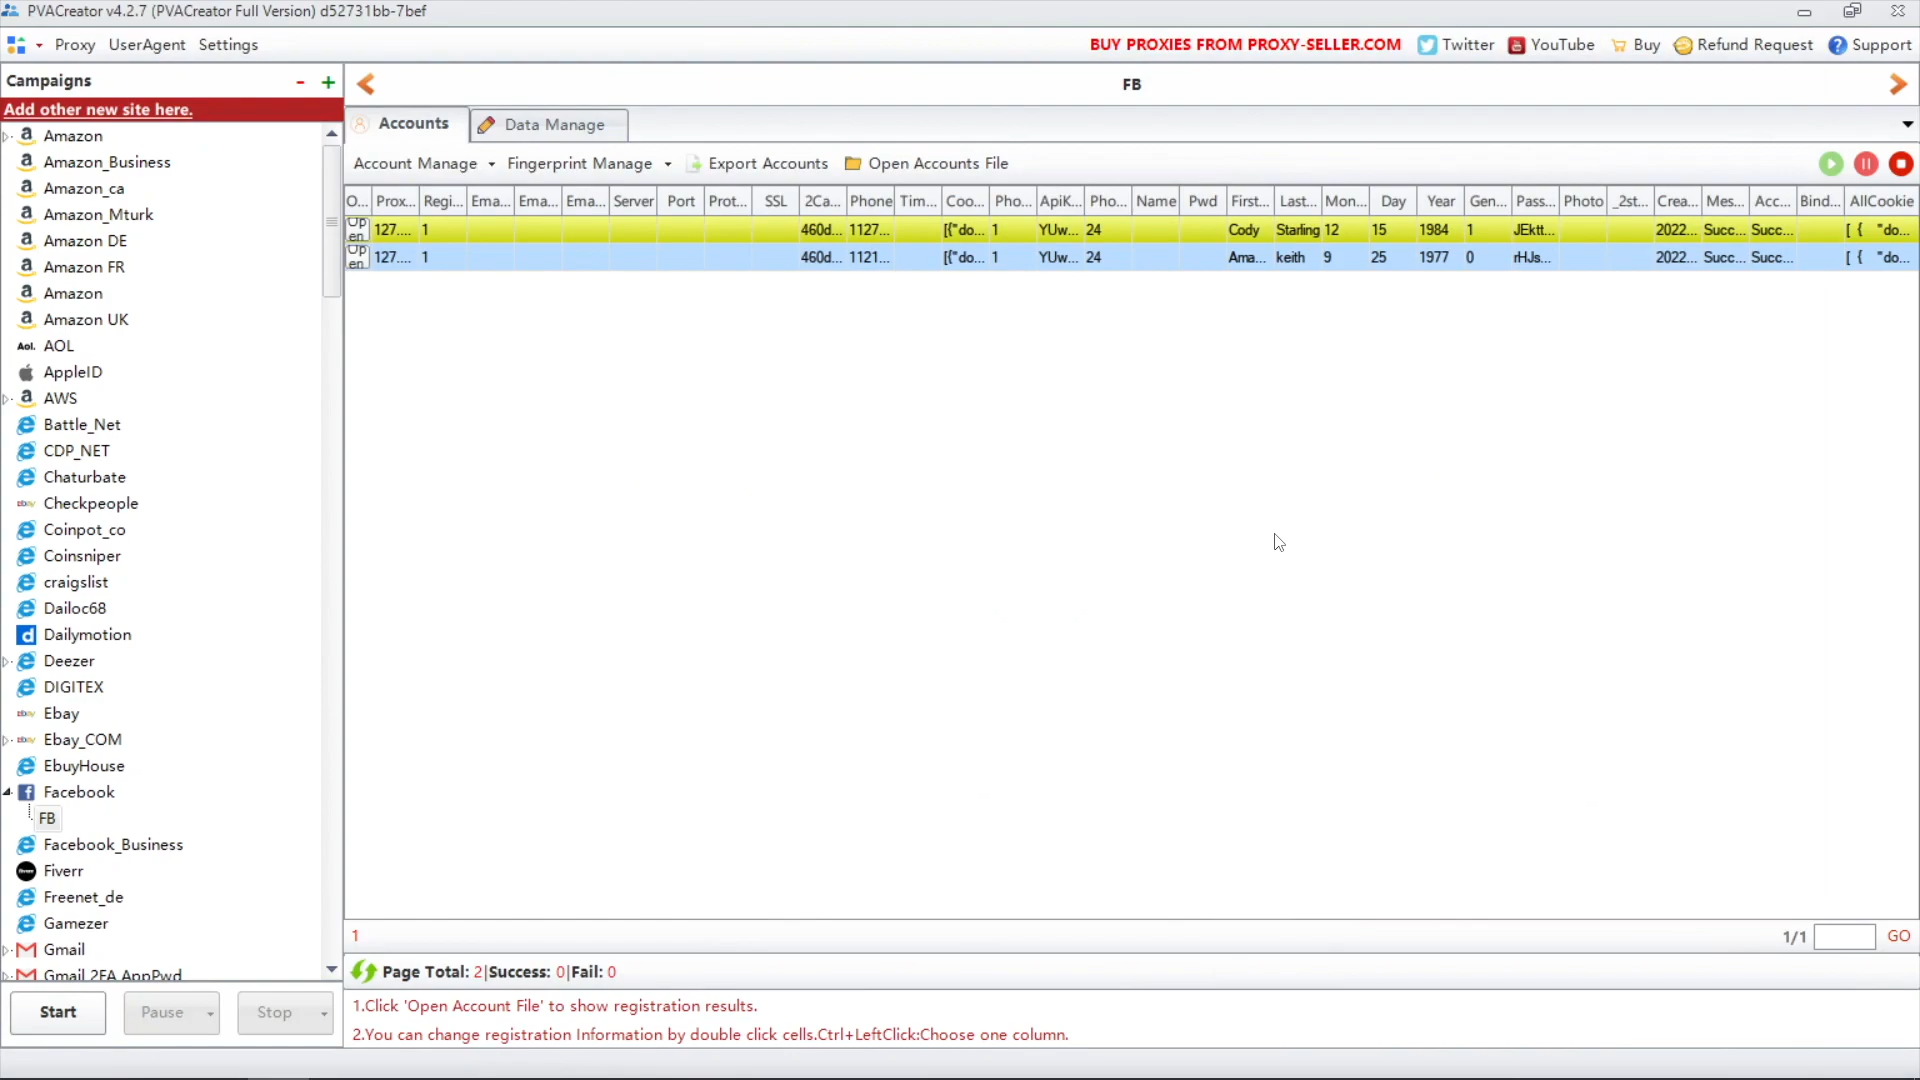 PVACreator v4.2.7 (PVACreator Full Version) d52731bb-7bef
Proxy UserAgent Settings BUY PROXIES FROM PROXY-SELLER.COM Twitter YouTube Buy Refund Request Support
Campaigns - + FB
Add other new site here.
Accounts Data Manage
Account Manage Fingerprint Manage Export Accounts Open Accounts File
O... Prox... Regi... Ema... Ema... Ema... Server Port Prot... SSL 2Ca... Phone Tim... Coo... Pho... ApiK... Pho... Name Pwd First... Last... Mon... Day Year Gen... Pass... Photo _2st... Crea... Mes... Acc... Bind... AllCookie
Open 127.... 1 460d... 1127... [{"do... 1 YUw... 24 Cody Starling 12 15 1984 1 JEktt... 2022... Succ... Succ... [ { "do...
Open 127.... 1 460d... 1121... [{"do... 1 YUw... 24 Ama... keith 9 25 1977 0 rHJs... 2022... Succ... Succ... [ { "do...
Amazon
Amazon_Business
Amazon_ca
Amazon_Mturk
Amazon DE
Amazon FR
Amazon
Amazon UK
Aol. AOL
AppleID
AWS
Battle_Net
CDP_NET
Chaturbate
Checkpeople
Coinpot_co
Coinsniper
craigslist
Dailoc68
Dailymotion
Deezer
DIGITEX
Ebay
Ebay_COM
EbuyHouse
Facebook
FB
Facebook_Business
Fiverr
Freenet_de
Gamezer
Gmail
Gmail 2FA AppPwd
1 1/1 GO
Page Total: 2|Success: 0|Fail: 0
1.Click 'Open Account File' to show registration results.
2.You can change registration Information by double click cells.Ctrl+LeftClick:Choose one column.
Start Pause Stop